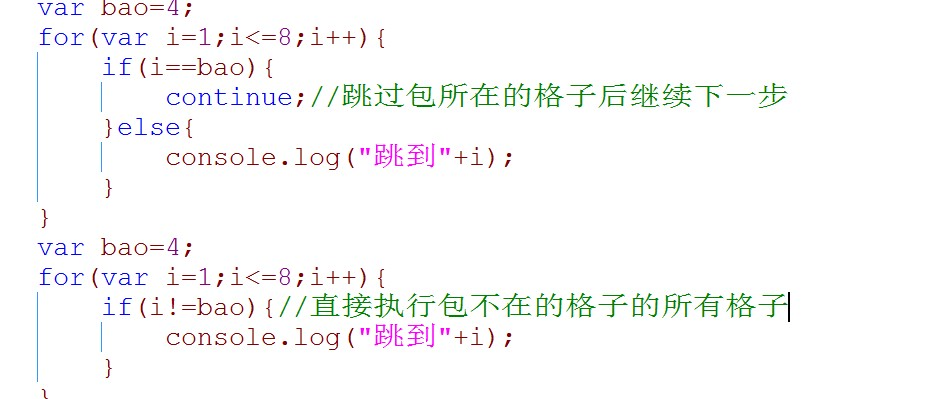 var bao=4;
for(var i=1;i<=8;i++){
if(i==bao){
continue;//跳过包所在的格子后继续下一步
}else{
console.log("跳到"+i);
}
}
var bao=4;
for(var i=1;i<=8;i++){
if(i!=bao){//直接执行包不在的格子的所有格子
console.log("跳到"+i);
}
}